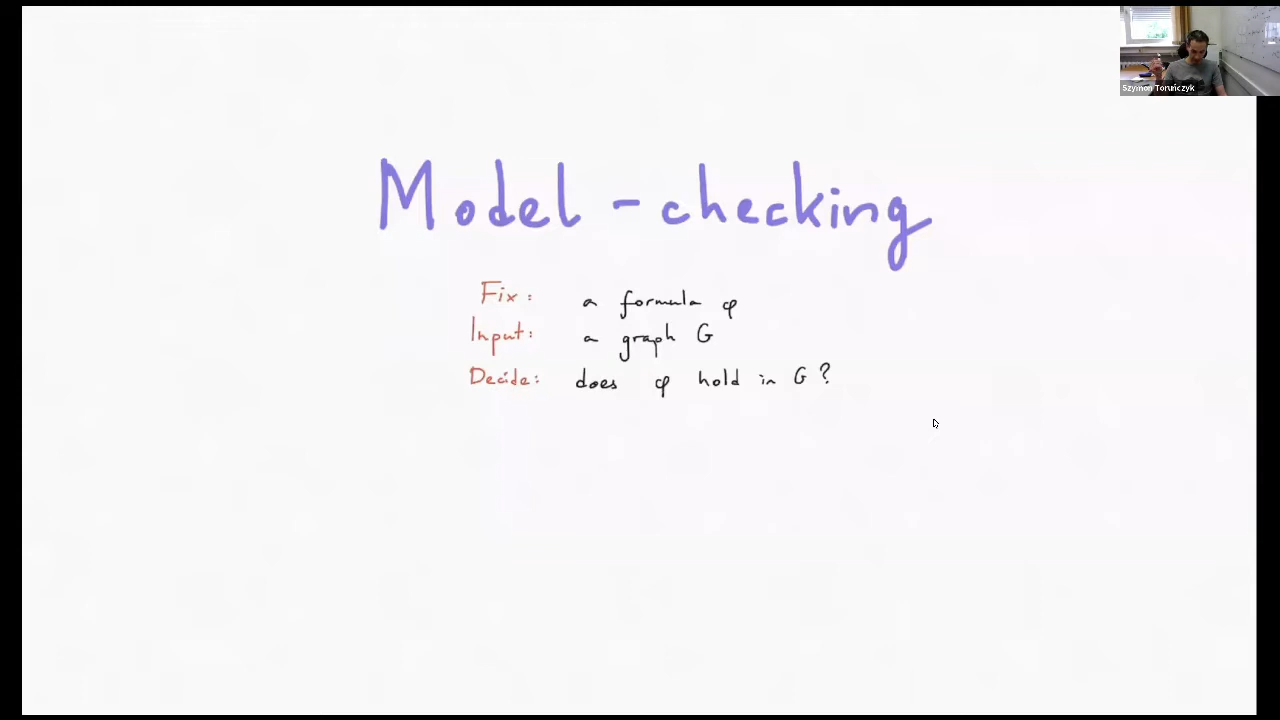 Szymon Toruńczyk
Model - checking
Fix: a formula φ
Input: a graph G
Decide: does φ hold in G?